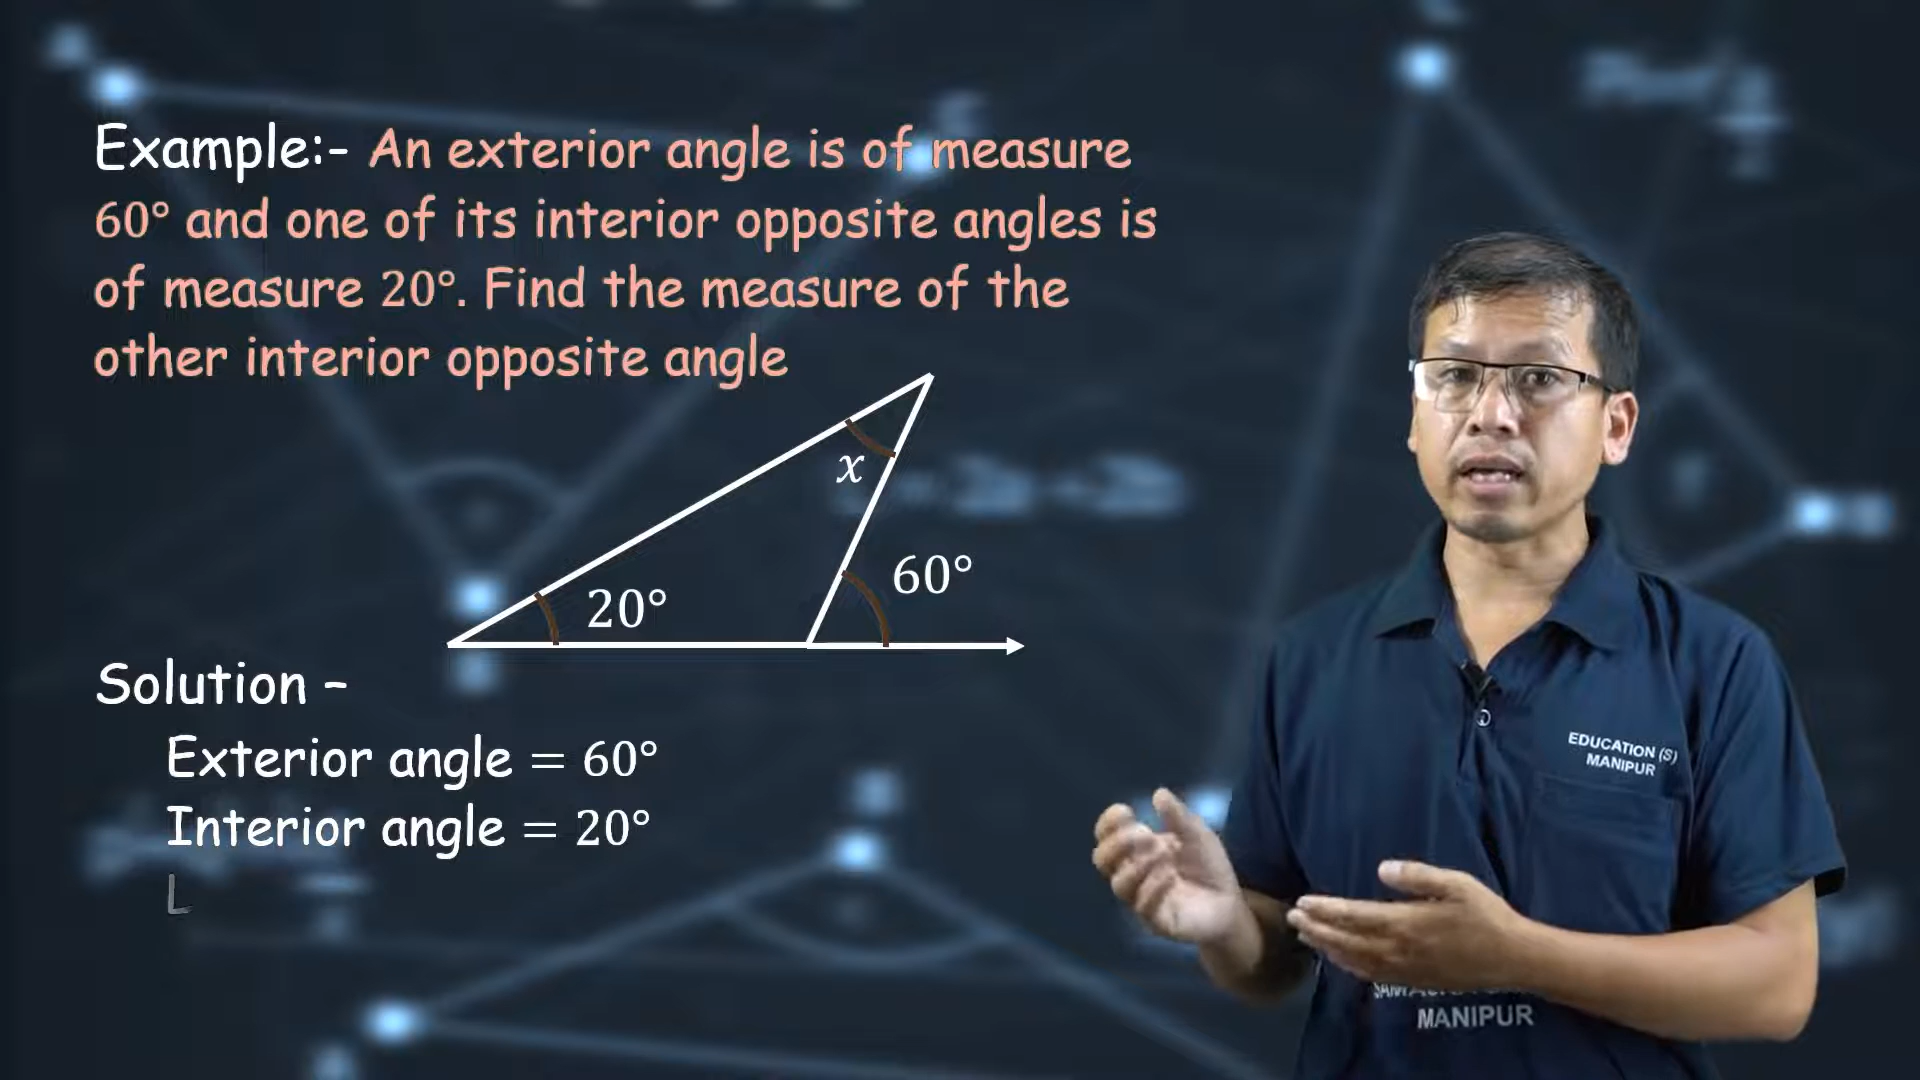 Example:- An exterior angle is of measure
60° and one of its interior opposite angles is
of measure 20°. Find the measure of the
other interior opposite angle
x
60°
20°
Solution –
Exterior angle = 60°
Interior angle = 20°
L
EDUCATION (S)
MANIPUR
MANIPUR